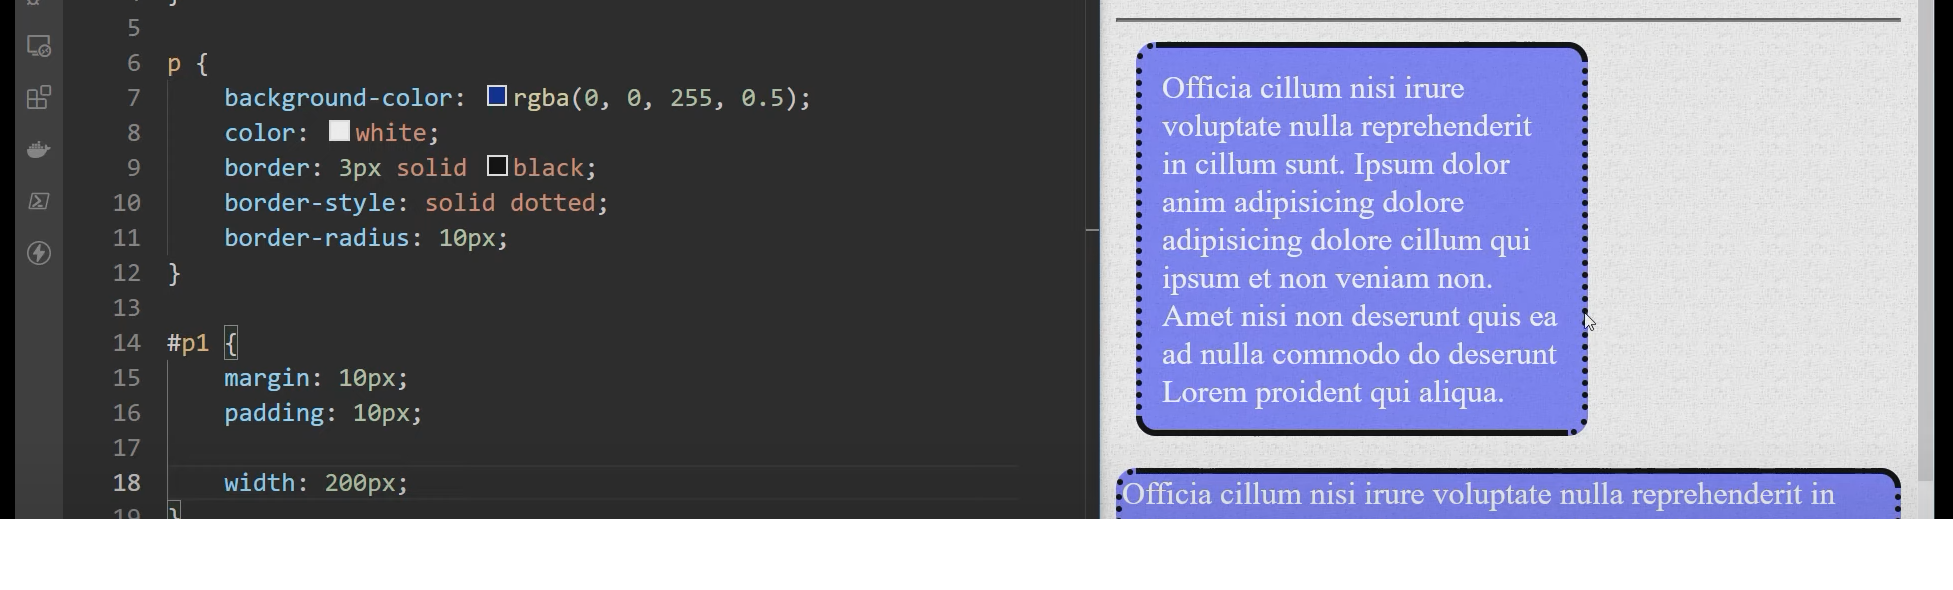 5
6 p {
7 background-color: rgba(0, 0, 255, 0.5);
8 color: white;
9 border: 3px solid black;
10 border-style: solid dotted;
11 border-radius: 10px;
12 }
13
14 #p1 {
15 margin: 10px;
16 padding: 10px;
17
18 width: 200px;
19 }
Officia cillum nisi irure
voluptate nulla reprehenderit
in cillum sunt. Ipsum dolor
anim adipisicing dolore
adipisicing dolore cillum qui
ipsum et non veniam non.
Amet nisi non deserunt quis ea
ad nulla commodo do deserunt
Lorem proident qui aliqua.
Officia cillum nisi irure voluptate nulla reprehenderit in